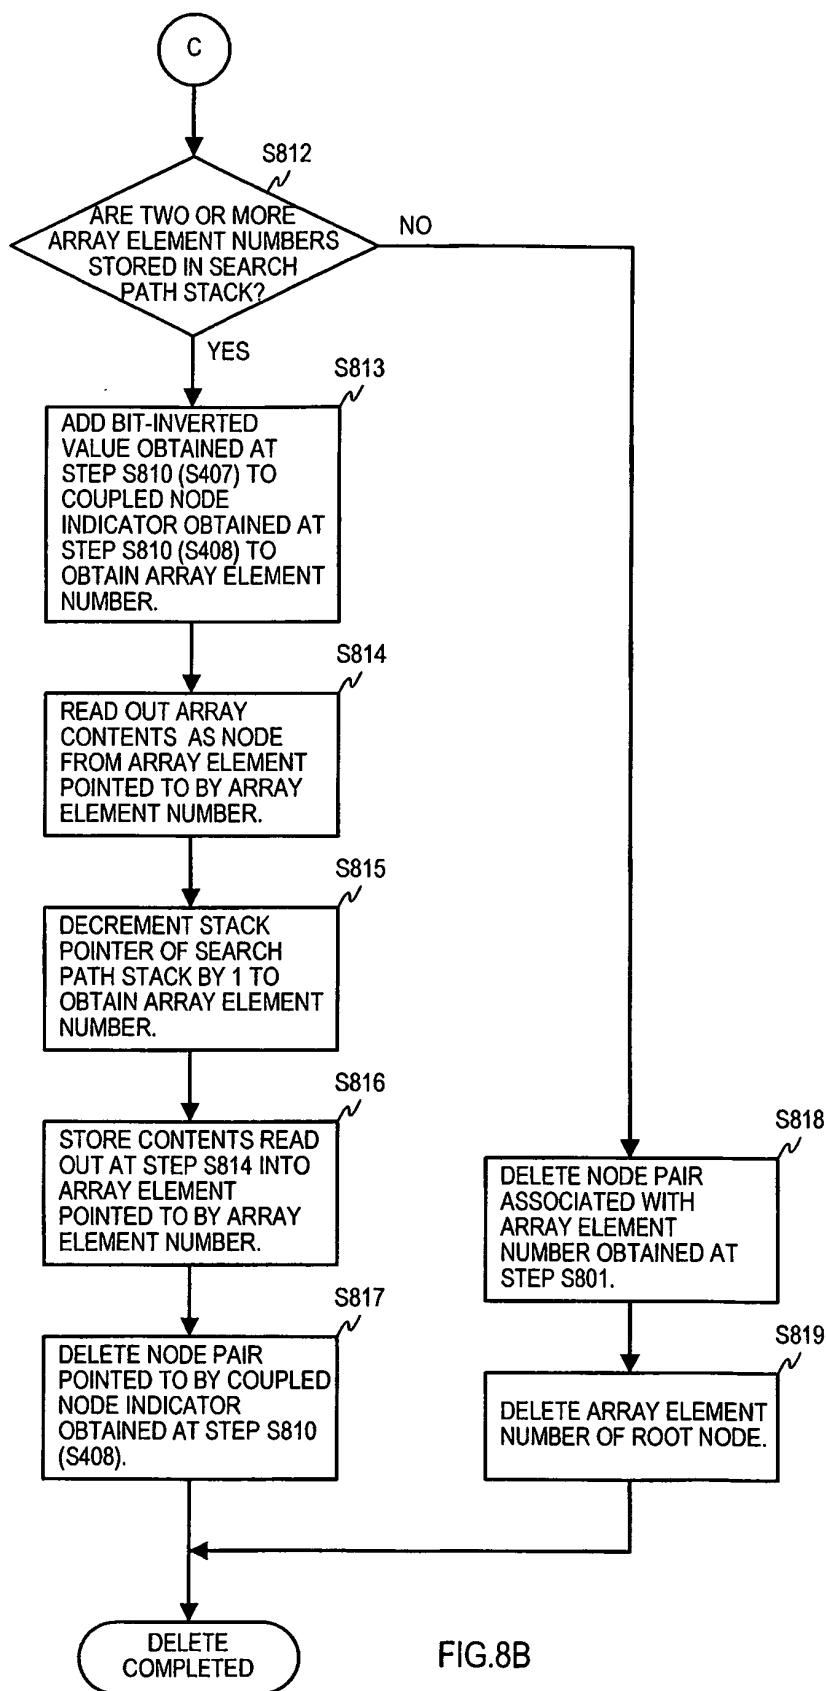 C
S812
ARE TWO OR MORE
ARRAY ELEMENT NUMBERS
STORED IN SEARCH
PATH STACK?
NO
YES
S813
ADD BIT-INVERTED
VALUE OBTAINED AT
STEP S810 (S407) TO
COUPLED NODE
INDICATOR OBTAINED AT
STEP S810 (S408) TO
OBTAIN ARRAY ELEMENT
NUMBER.
S814
READ OUT ARRAY
CONTENTS AS NODE
FROM ARRAY ELEMENT
POINTED TO BY ARRAY
ELEMENT NUMBER.
S815
DECREMENT STACK
POINTER OF SEARCH
PATH STACK BY 1 TO
OBTAIN ARRAY ELEMENT
NUMBER.
S816
STORE CONTENTS READ
OUT AT STEP S814 INTO
ARRAY ELEMENT
POINTED TO BY ARRAY
ELEMENT NUMBER.
S817
DELETE NODE PAIR
POINTED TO BY COUPLED
NODE INDICATOR
OBTAINED AT STEP S810
(S408).
S818
DELETE NODE PAIR
ASSOCIATED WITH
ARRAY ELEMENT
NUMBER OBTAINED AT
STEP S801.
S819
DELETE ARRAY ELEMENT
NUMBER OF ROOT NODE.
DELETE
COMPLETED
FIG.8B